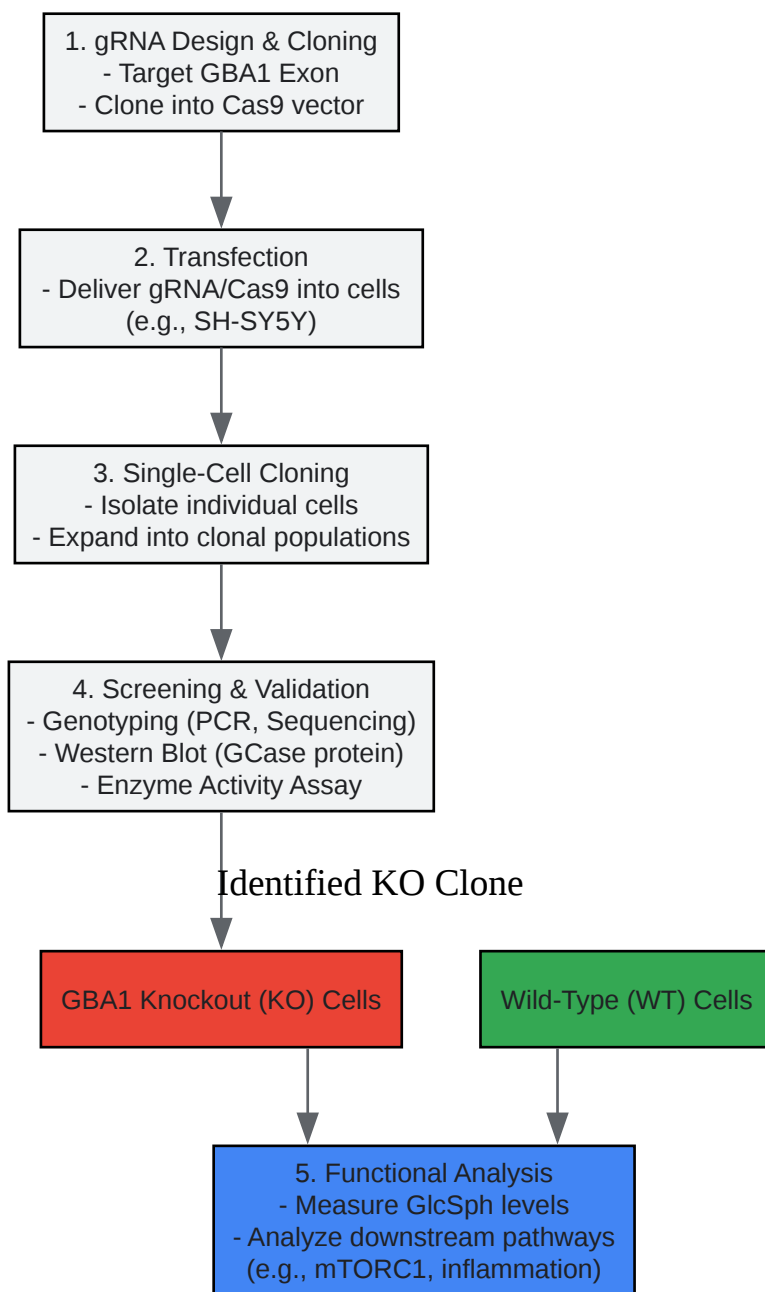 1. gRNA Design & Cloning
- Target GBA1 Exon
- Clone into Cas9 vector
2. Transfection
- Deliver gRNA/Cas9 into cells
(e.g., SH-SY5Y)
3. Single-Cell Cloning
- Isolate individual cells
- Expand into clonal populations
4. Screening & Validation
- Genotyping (PCR, Sequencing)
- Western Blot (GCase protein)
- Enzyme Activity Assay
Identified KO Clone
GBA1 Knockout (KO) Cells
Wild-Type (WT) Cells
5. Functional Analysis
- Measure GlcSph levels
- Analyze downstream pathways
(e.g., mTORC1, inflammation)